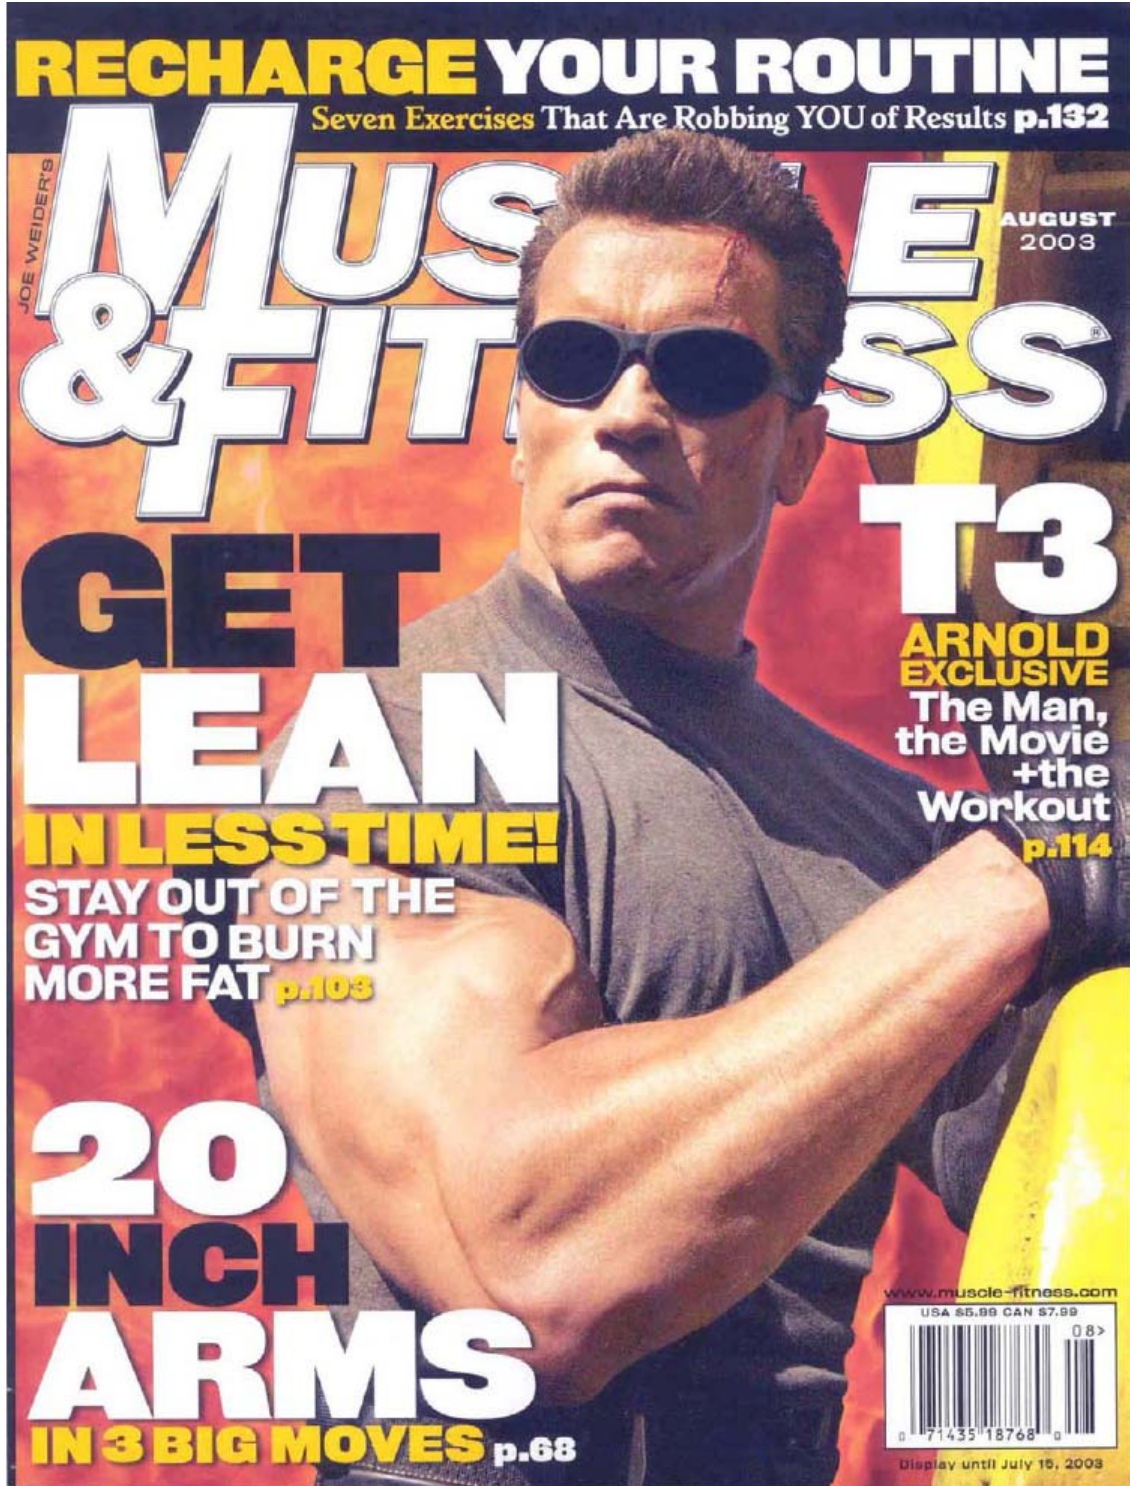 RECHARGE YOUR ROUTINE
Seven Exercises That Are Robbing YOU of Results p.132
JOE WEIDER'S
AUGUST
2003
T3
ARNOLD
EXCLUSIVE
The Man,
the Movie
+the
Workout
p.114
GET
LEAN
IN LESS TIME!
STAY OUT OF THE
GYM TO BURN
MORE FAT p.103
20
INCH
ARMS
IN 3 BIG MOVES p.68
www.muscle-fitness.com
USA $5.99 CAN $7.99
08>
0 71435 18768 0
Display until July 15, 2003